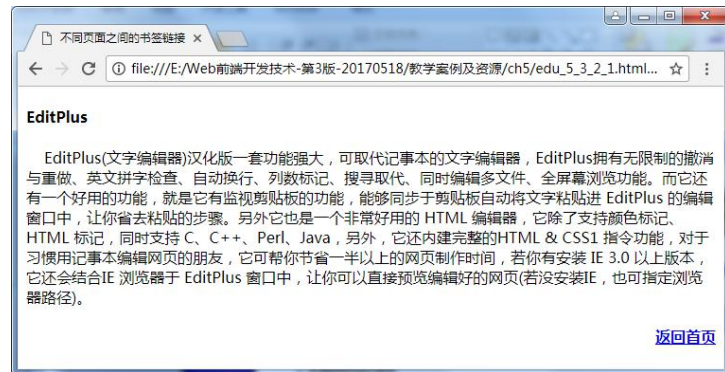 不同页面之间的书签链接
file:///E:/Web前端开发技术-第3版-20170518/教学案例及资源/ch5/edu_5_3_2_1.html...
EditPlus
EditPlus(文字编辑器)汉化版一套功能强大，可取代记事本的文字编辑器，EditPlus拥有无限制的撤消
与重做、英文拼字检查、自动换行、列数标记、搜寻取代、同时编辑多文件、全屏幕浏览功能。而它还
有一个好用的功能，就是它有监视剪贴板的功能，能够同步于剪贴板自动将文字粘贴进 EditPlus 的编辑
窗口中，让你省去粘贴的步骤。另外它也是一个非常好用的 HTML 编辑器，它除了支持颜色标记、
HTML 标记，同时支持 C、C++、Perl、Java，另外，它还内建完整的HTML & CSS1 指令功能，对于
习惯用记事本编辑网页的朋友，它可帮你节省一半以上的网页制作时间，若你有安装 IE 3.0 以上版本，
它还会结合IE 浏览器于 EditPlus 窗口中，让你可以直接预览编辑好的网页(若没安装IE，也可指定浏览
器路径)。
返回首页